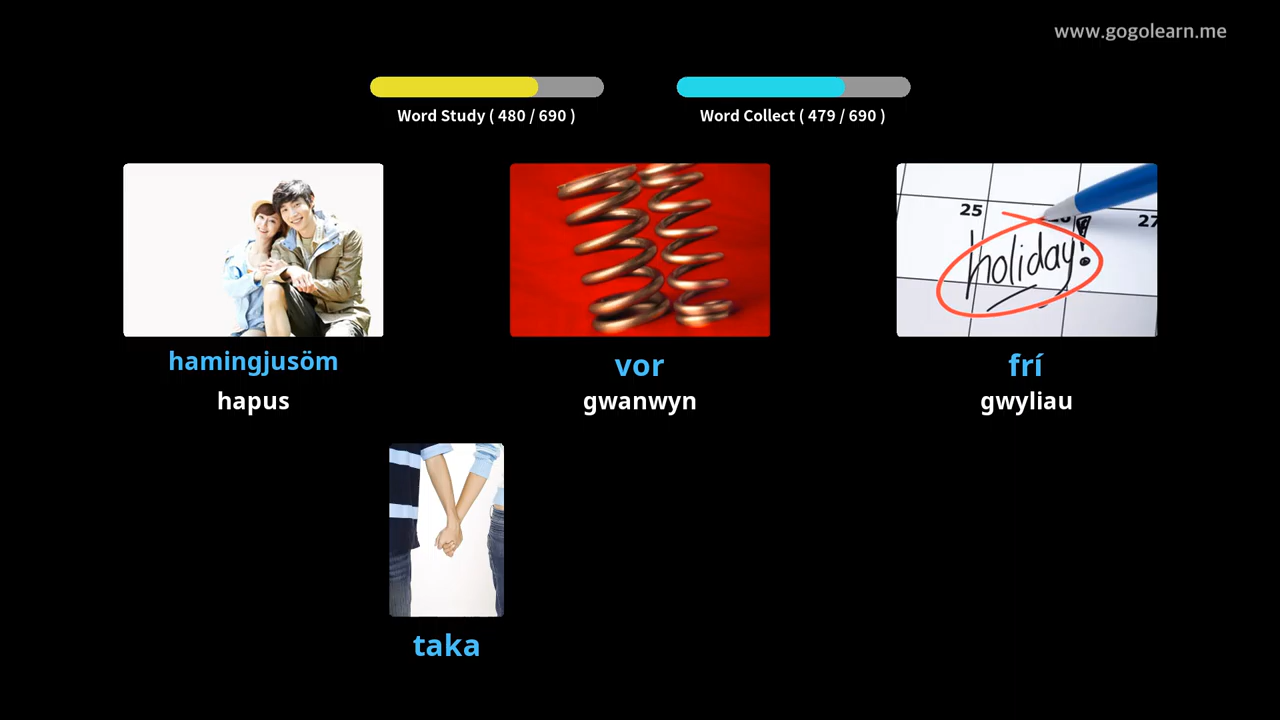 www.gogolearn.me
Word Study ( 480 / 690 )
Word Collect ( 479 / 690 )
25
27
holiday!
hamingjusöm
vor
frí
hapus
gwanwyn
gwyliau
taka